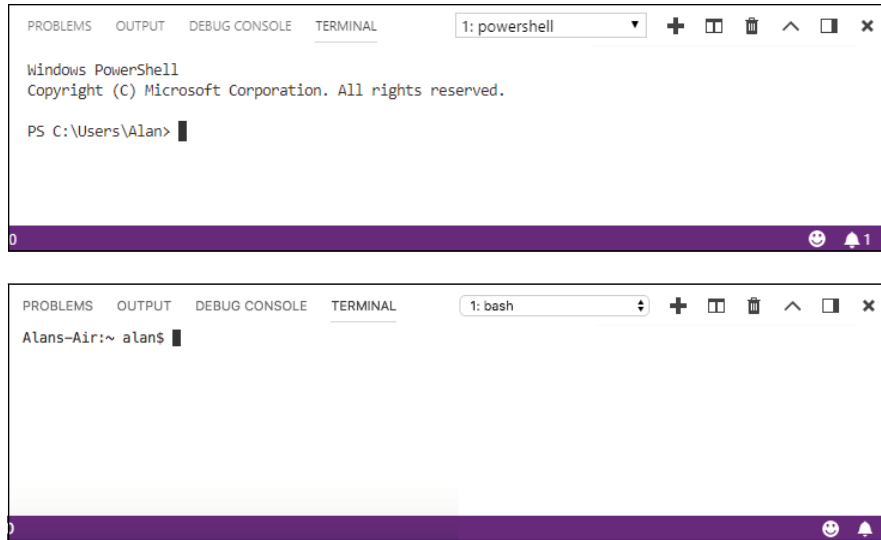 PROBLEMS OUTPUT DEBUG CONSOLE TERMINAL 1: powershell
Windows PowerShell
Copyright (C) Microsoft Corporation. All rights reserved.
PS C:\Users\Alan>
0 1
PROBLEMS OUTPUT DEBUG CONSOLE TERMINAL 1: bash
Alans-Air:~ alan$